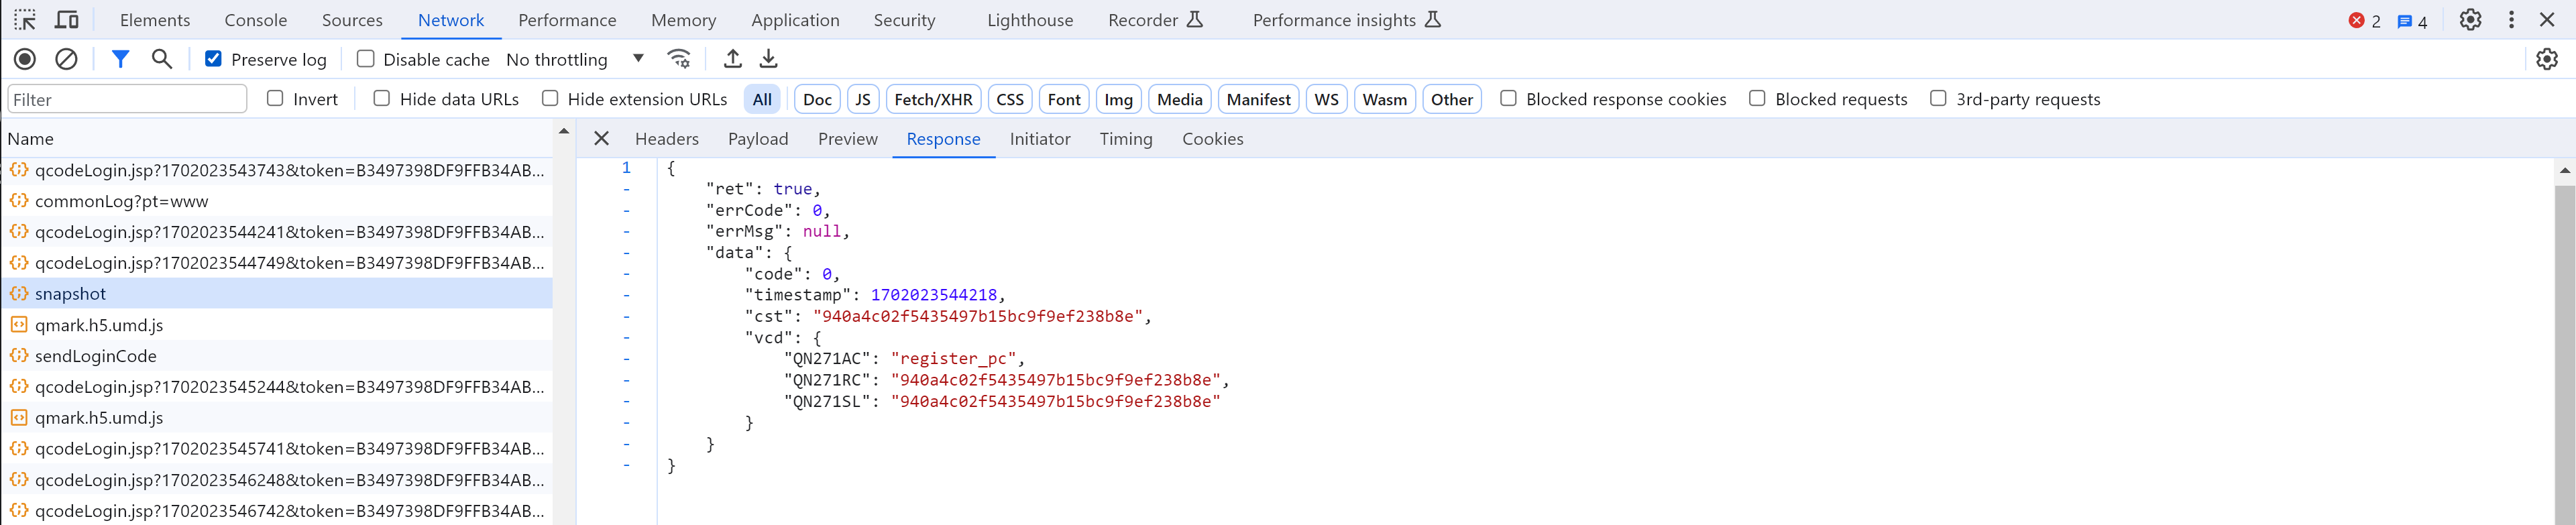 Elements Console Sources Network Performance Memory Application Security Lighthouse Recorder Performance insights 2 4
Preserve log Disable cache No throttling
Filter Invert Hide data URLs Hide extension URLs All Doc JS Fetch/XHR CSS Font Img Media Manifest WS Wasm Other Blocked response cookies Blocked requests 3rd-party requests
Name
qcodeLogin.jsp?1702023543743&token=B3497398DF9FFB34AB...
commonLog?pt=www
qcodeLogin.jsp?1702023544241&token=B3497398DF9FFB34AB...
qcodeLogin.jsp?1702023544749&token=B3497398DF9FFB34AB...
snapshot
qmark.h5.umd.js
sendLoginCode
qcodeLogin.jsp?1702023545244&token=B3497398DF9FFB34AB...
qmark.h5.umd.js
qcodeLogin.jsp?1702023545741&token=B3497398DF9FFB34AB...
qcodeLogin.jsp?1702023546248&token=B3497398DF9FFB34AB...
qcodeLogin.jsp?1702023546742&token=B3497398DF9FFB34AB...
Headers Payload Preview Response Initiator Timing Cookies
1 {
- "ret": true,
- "errCode": 0,
- "errMsg": null,
- "data": {
- "code": 0,
- "timestamp": 1702023544218,
- "cst": "940a4c02f5435497b15bc9f9ef238b8e",
- "vcd": {
- "QN271AC": "register_pc",
- "QN271RC": "940a4c02f5435497b15bc9f9ef238b8e",
- "QN271SL": "940a4c02f5435497b15bc9f9ef238b8e"
- }
- }
- }